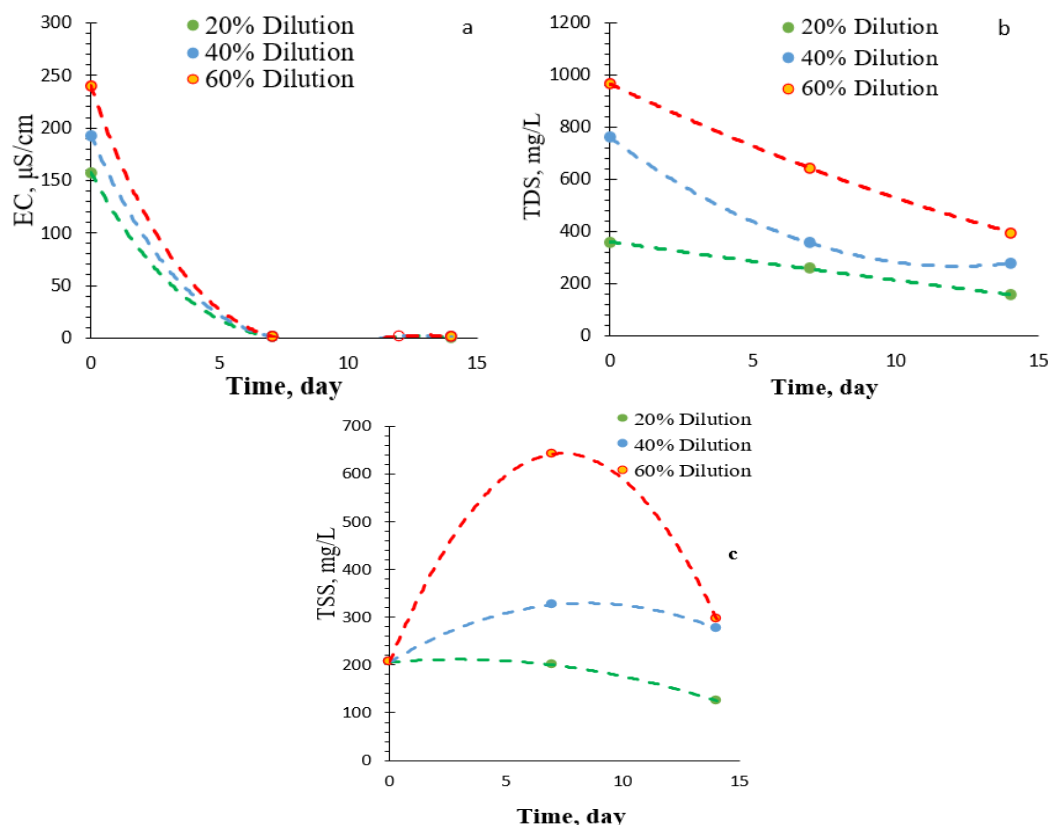 300
250
200
150
100
50
0
EC, µS/cm
20% Dilution
40% Dilution
60% Dilution
a
0 5 10 15
Time, day
1200
1000
800
600
400
200
0
TDS, mg/L
b
20% Dilution
40% Dilution
60% Dilution
0 5 10 15
Time, day
700
600
500
400
300
200
100
0
TSS, mg/L
20% Dilution
40% Dilution
60% Dilution
c
0 5 10 15
Time, day